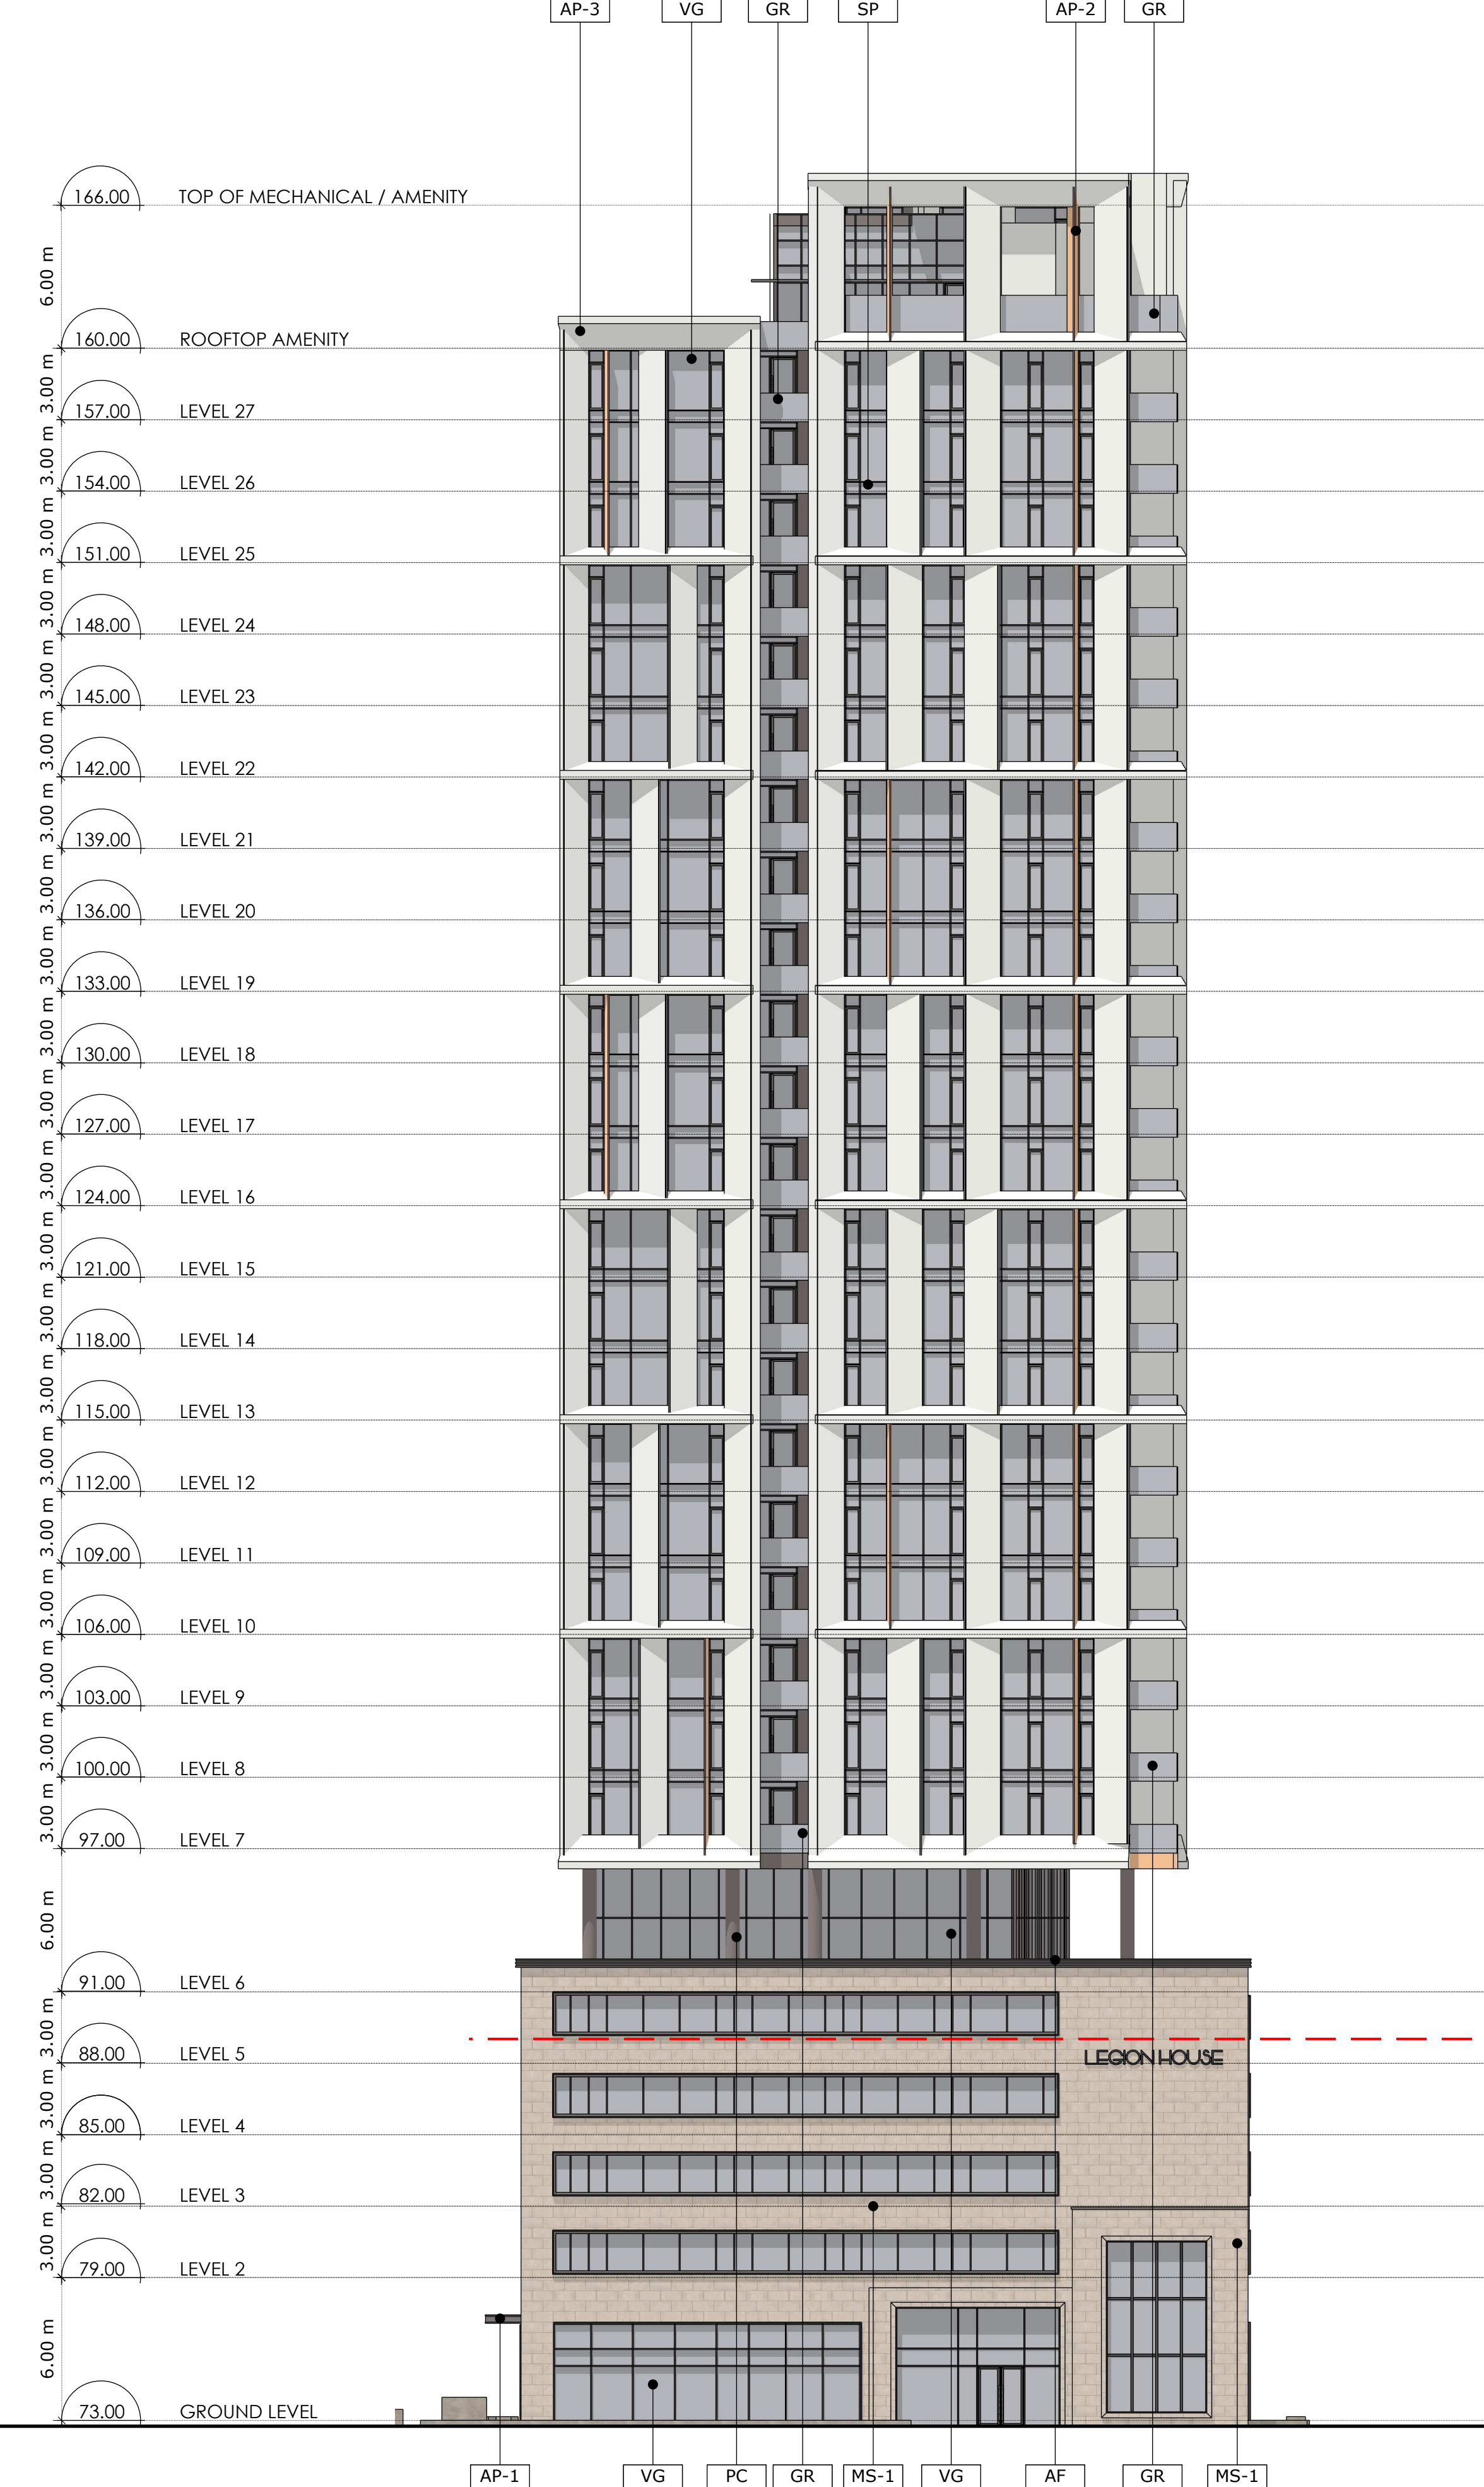 AP-3 VG GR SP AP-2 GR
166.00 TOP OF MECHANICAL / AMENITY
6.00 m
160.00 ROOFTOP AMENITY
3.00 m
157.00 LEVEL 27
3.00 m
154.00 LEVEL 26
3.00 m
151.00 LEVEL 25
3.00 m
148.00 LEVEL 24
3.00 m
145.00 LEVEL 23
3.00 m
142.00 LEVEL 22
3.00 m
139.00 LEVEL 21
3.00 m
136.00 LEVEL 20
3.00 m
133.00 LEVEL 19
3.00 m
130.00 LEVEL 18
3.00 m
127.00 LEVEL 17
3.00 m
124.00 LEVEL 16
3.00 m
121.00 LEVEL 15
3.00 m
118.00 LEVEL 14
3.00 m
115.00 LEVEL 13
3.00 m
112.00 LEVEL 12
3.00 m
109.00 LEVEL 11
3.00 m
106.00 LEVEL 10
3.00 m
103.00 LEVEL 9
3.00 m
100.00 LEVEL 8
3.00 m
97.00 LEVEL 7
6.00 m
91.00 LEVEL 6
3.00 m
88.00 LEVEL 5
LEGION HOUSE
3.00 m
85.00 LEVEL 4
3.00 m
82.00 LEVEL 3
3.00 m
79.00 LEVEL 2
6.00 m
73.00 GROUND LEVEL
AP-1 VG PC GR MS-1 VG AF GR MS-1